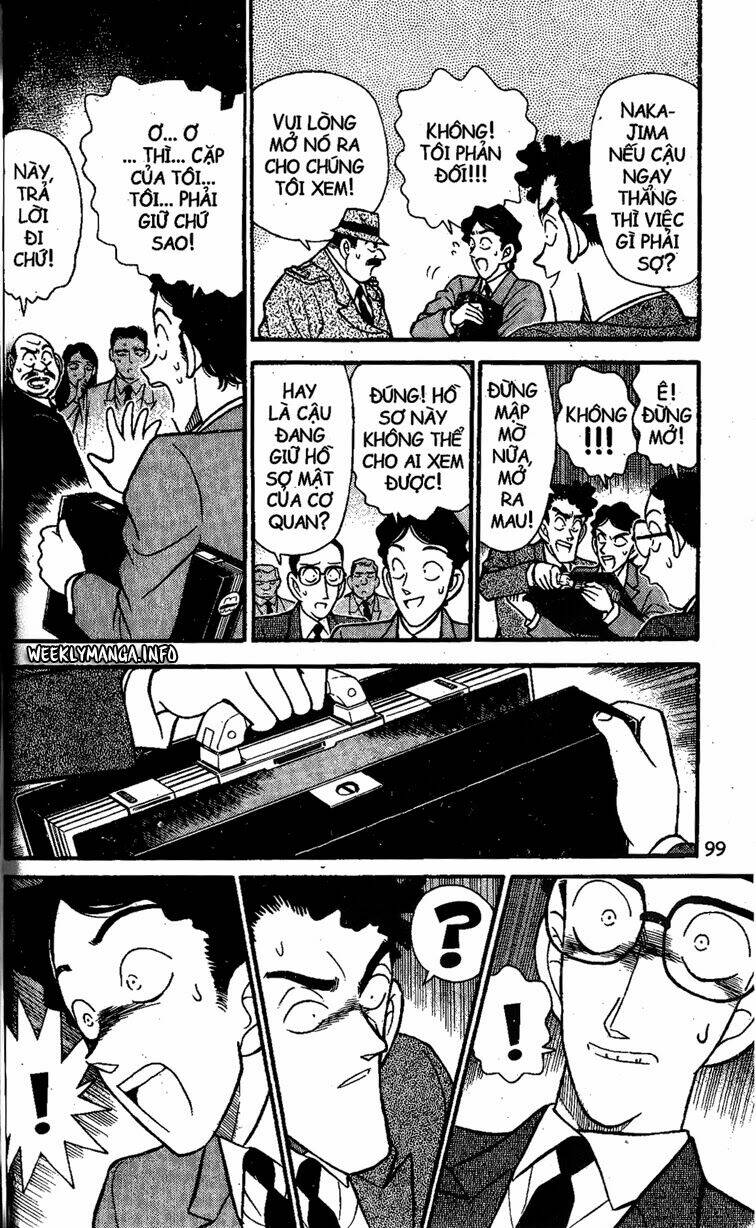 NÀY,
TRẢ
LỜI
ĐI
CHỨ!
Ơ... Ơ
... THÌ... CẶP
CỦA TÔI...
TÔI... PHẢI
GIỮ CHỨ
SAO!
VUI LÒNG
MỞ NÓ RA
CHO CHÚNG
TÔI XEM!
KHÔNG!
TÔI PHẢN
ĐỐI!!!
NAKA-
JIMA
NẾU CẬU
NGAY
THẲNG
THÌ VIỆC
GÌ PHẢI
SỢ?
HAY
LÀ CẬU
ĐANG
GIỮ HỒ
SỢ MẬT
CỦA CƠ
QUAN?
ĐÚNG! HỒ
SƠ NÀY
KHÔNG THỂ
CHO AI XEM
ĐƯỢC!
ĐỪNG
MẬP
MỜ
NỮA,
MỞ
RA
MAU!
KHÔNG
!!!
Ê!
ĐỪNG
MỞ!
WEEKLYMANGA.INFO
99
!
?
!